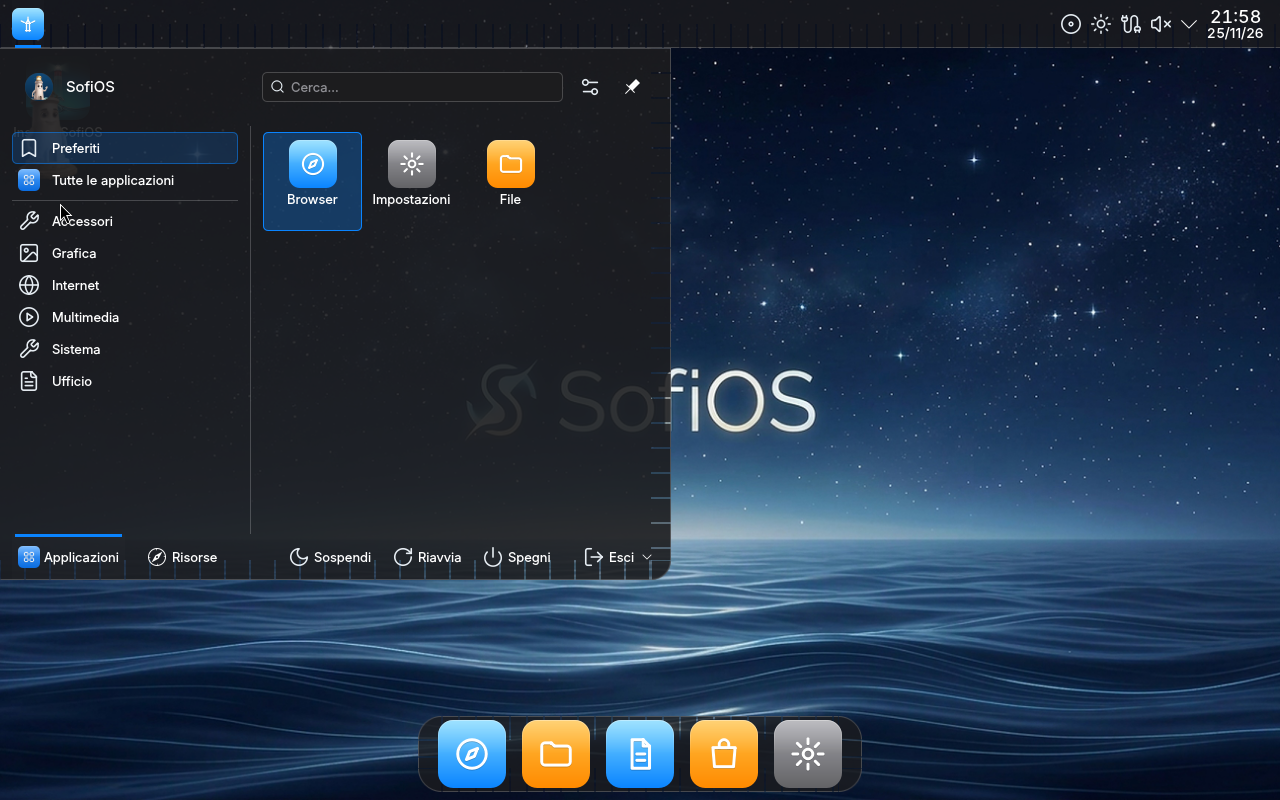 21:58
25/11/26
SofiOS
Cerca...
SofiOS
Preferiti
Tutte le applicazioni
Accessori
Grafica
Internet
Multimedia
Sistema
Ufficio
Browser
Impostazioni
File
SofiOS
Applicazioni
Risorse
Sospendi
Riavvia
Spegni
Esci